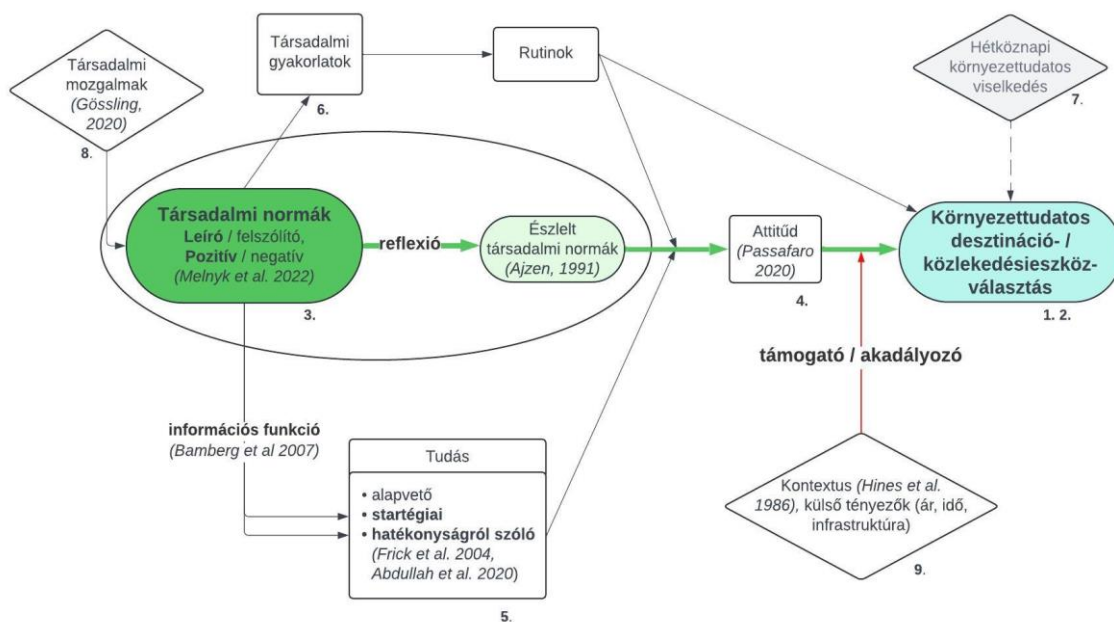 Társadalmi
mozgalmak
(Gössling,
2020)
8.
Társadalmi
gyakorlatok
6.
Rutinok
Hétköznapi
környezettudatos
viselkedés
7.
Társadalmi normák
Leíró / felszólító,
Pozitív / negatív
(Melnyk et al. 2022)
3.
reflexió
Észlelt
társadalmi normák
(Ajzen, 1991)
Attitűd
(Passafaro
2020)
4.
Környezettudatos
desztináció- /
közlekedésieszköz-
választás
1. 2.
támogató / akadályozó
információs funkció
(Bamberg et al 2007)
Tudás
• alapvető
• startégiai
• hatékonyságról szóló
(Frick et al. 2004,
Abdullah et al. 2020)
5.
Kontextus (Hines et al.
1986), külső tényezők (ár, idő,
infrastruktúra)
9.